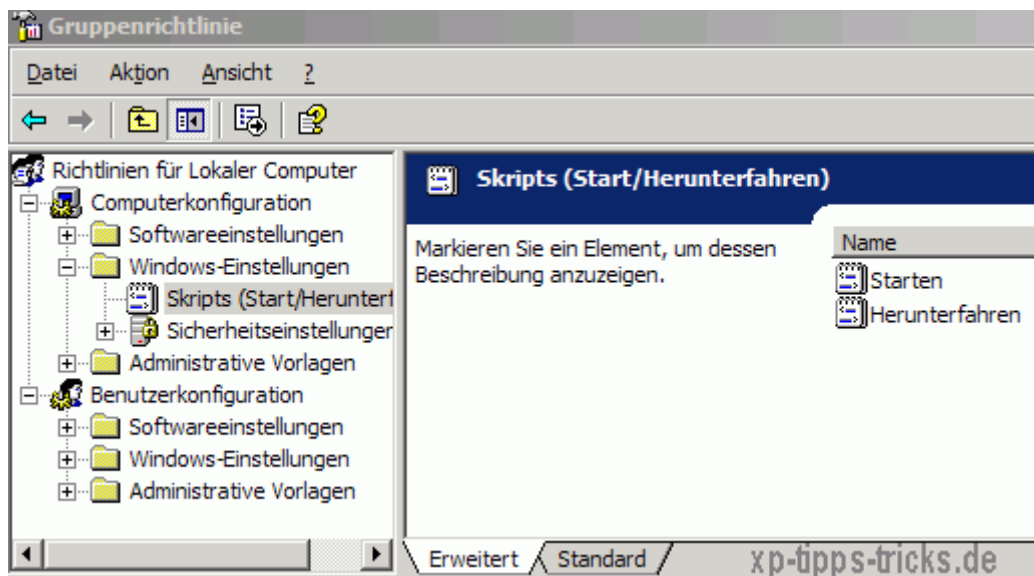 Gruppenrichtlinie
Datei Aktion Ansicht ?
Richtlinien für Lokaler Computer
Computerkonfiguration
Softwareeinstellungen
Windows-Einstellungen
Skripts (Start/Herunterf
Sicherheitseinstellunger
Administrative Vorlagen
Benutzerkonfiguration
Softwareeinstellungen
Windows-Einstellungen
Administrative Vorlagen
Skripts (Start/Herunterfahren)
Markieren Sie ein Element, um dessen
Beschreibung anzuzeigen.
Name
Starten
Herunterfahren
Erweitert Standard
xp-tipps-tricks.de